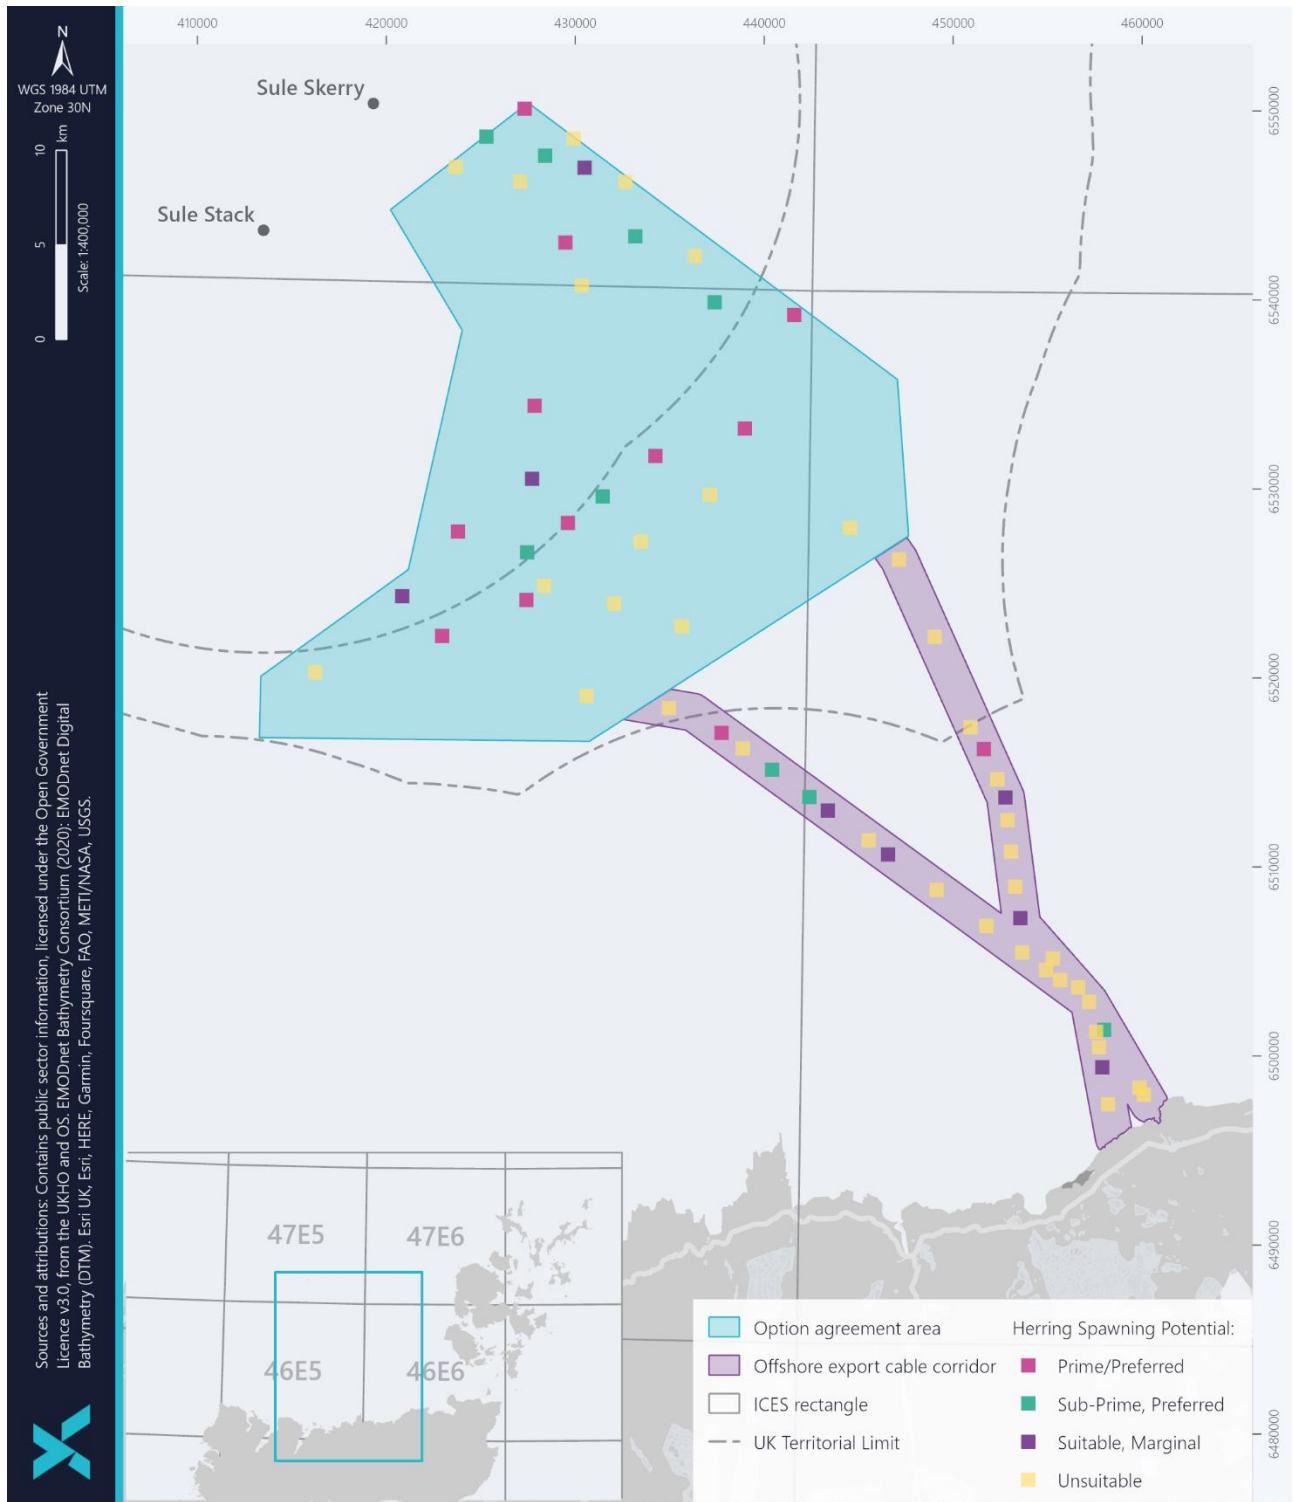 410000
420000
430000
440000
450000
460000
N
WGS 1984 UTM
Zone 30N
km
10
5
0
Scale: 1:400,000
Sule Skerry
Sule Stack
6550000
6540000
6530000
6520000
6510000
6500000
6490000
6480000
Sources and attributions: Contains public sector information, licensed under the Open Government
Licence v3.0, from the UKHO and OS. EMODnet Bathymetry Consortium (2020): EMODnet Digital
Bathymetry (DTM). Esri UK, Esri, HERE, Garmin, Foursquare, FAO, METI/NASA, USGS.
47E5
47E6
46E5
46E6
Option agreement area
Offshore export cable corridor
ICES rectangle
UK Territorial Limit
Herring Spawning Potential:
Prime/Preferred
Sub-Prime, Preferred
Suitable, Marginal
Unsuitable